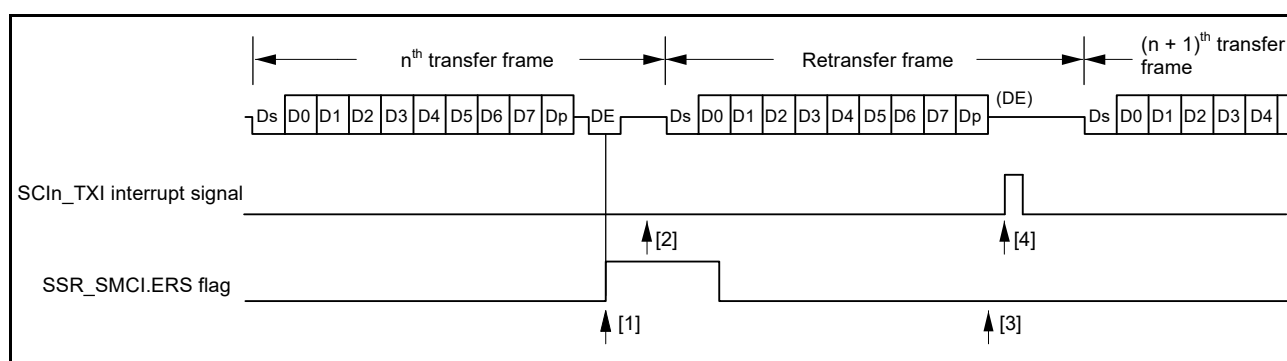 nth transfer frame
Retransfer frame
(n + 1)th transfer
frame
(DE)
Ds D0 D1 D2 D3 D4 D5 D6 D7 Dp DE Ds D0 D1 D2 D3 D4 D5 D6 D7 Dp Ds D0 D1 D2 D3 D4
SCIn_TXI interrupt signal
[2] [4]
SSR_SMCI.ERS flag
[1] [3]